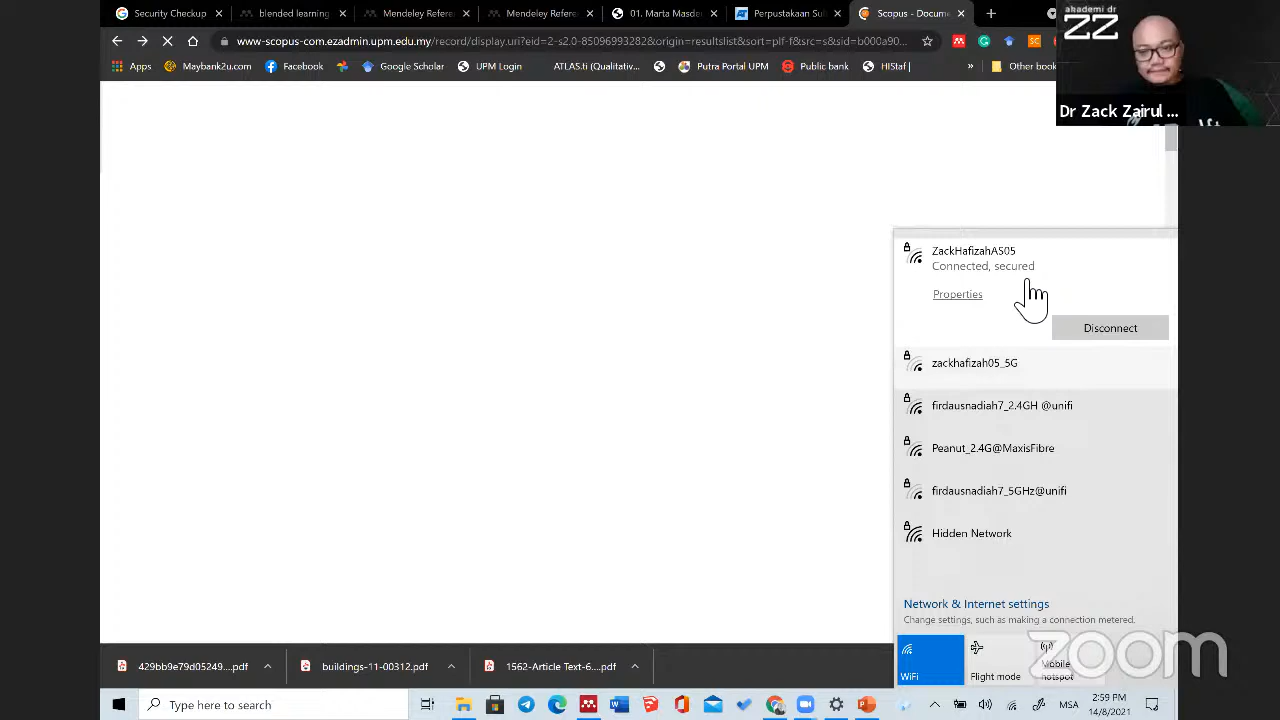 Security Checkup
blended learning
Mendeley Refere
Mendeley Refere
01. Marta Masde
Perpustakaan Sul
Scopus - Docume
akademi dr
ZZ
www-scopus-com.ezadmin.upm.edu.my/record/display.uri?eid=2-s2.0-85096993282&origin=resultslist&sort=plf-f&src=s&sid=b000a90...
Apps
Maybank2u.com
Facebook
Google Scholar
UPM Login
ATLAS.ti (Qualitativ...
Putra Portal UPM
Public bank
HIStaf |
»
Other book
Dr Zack Zairul ...
ZackHafizahAS05
Connected, secured
Properties
Disconnect
zackhafizah05_5G
firdausnadiah7_2.4GH @unifi
Peanut_2.4G@MaxisFibre
firdausnadiah7_5GHz@unifi
Hidden Network
Network & Internet settings
Change settings, such as making a connection metered.
zoom
WiFi
Flight mode
Mobile
hotspot
429bb9e79d05249....pdf
buildings-11-00312.pdf
1562-Article Text-6....pdf
Type here to search
MSA
2:59 PM
14/8/2021